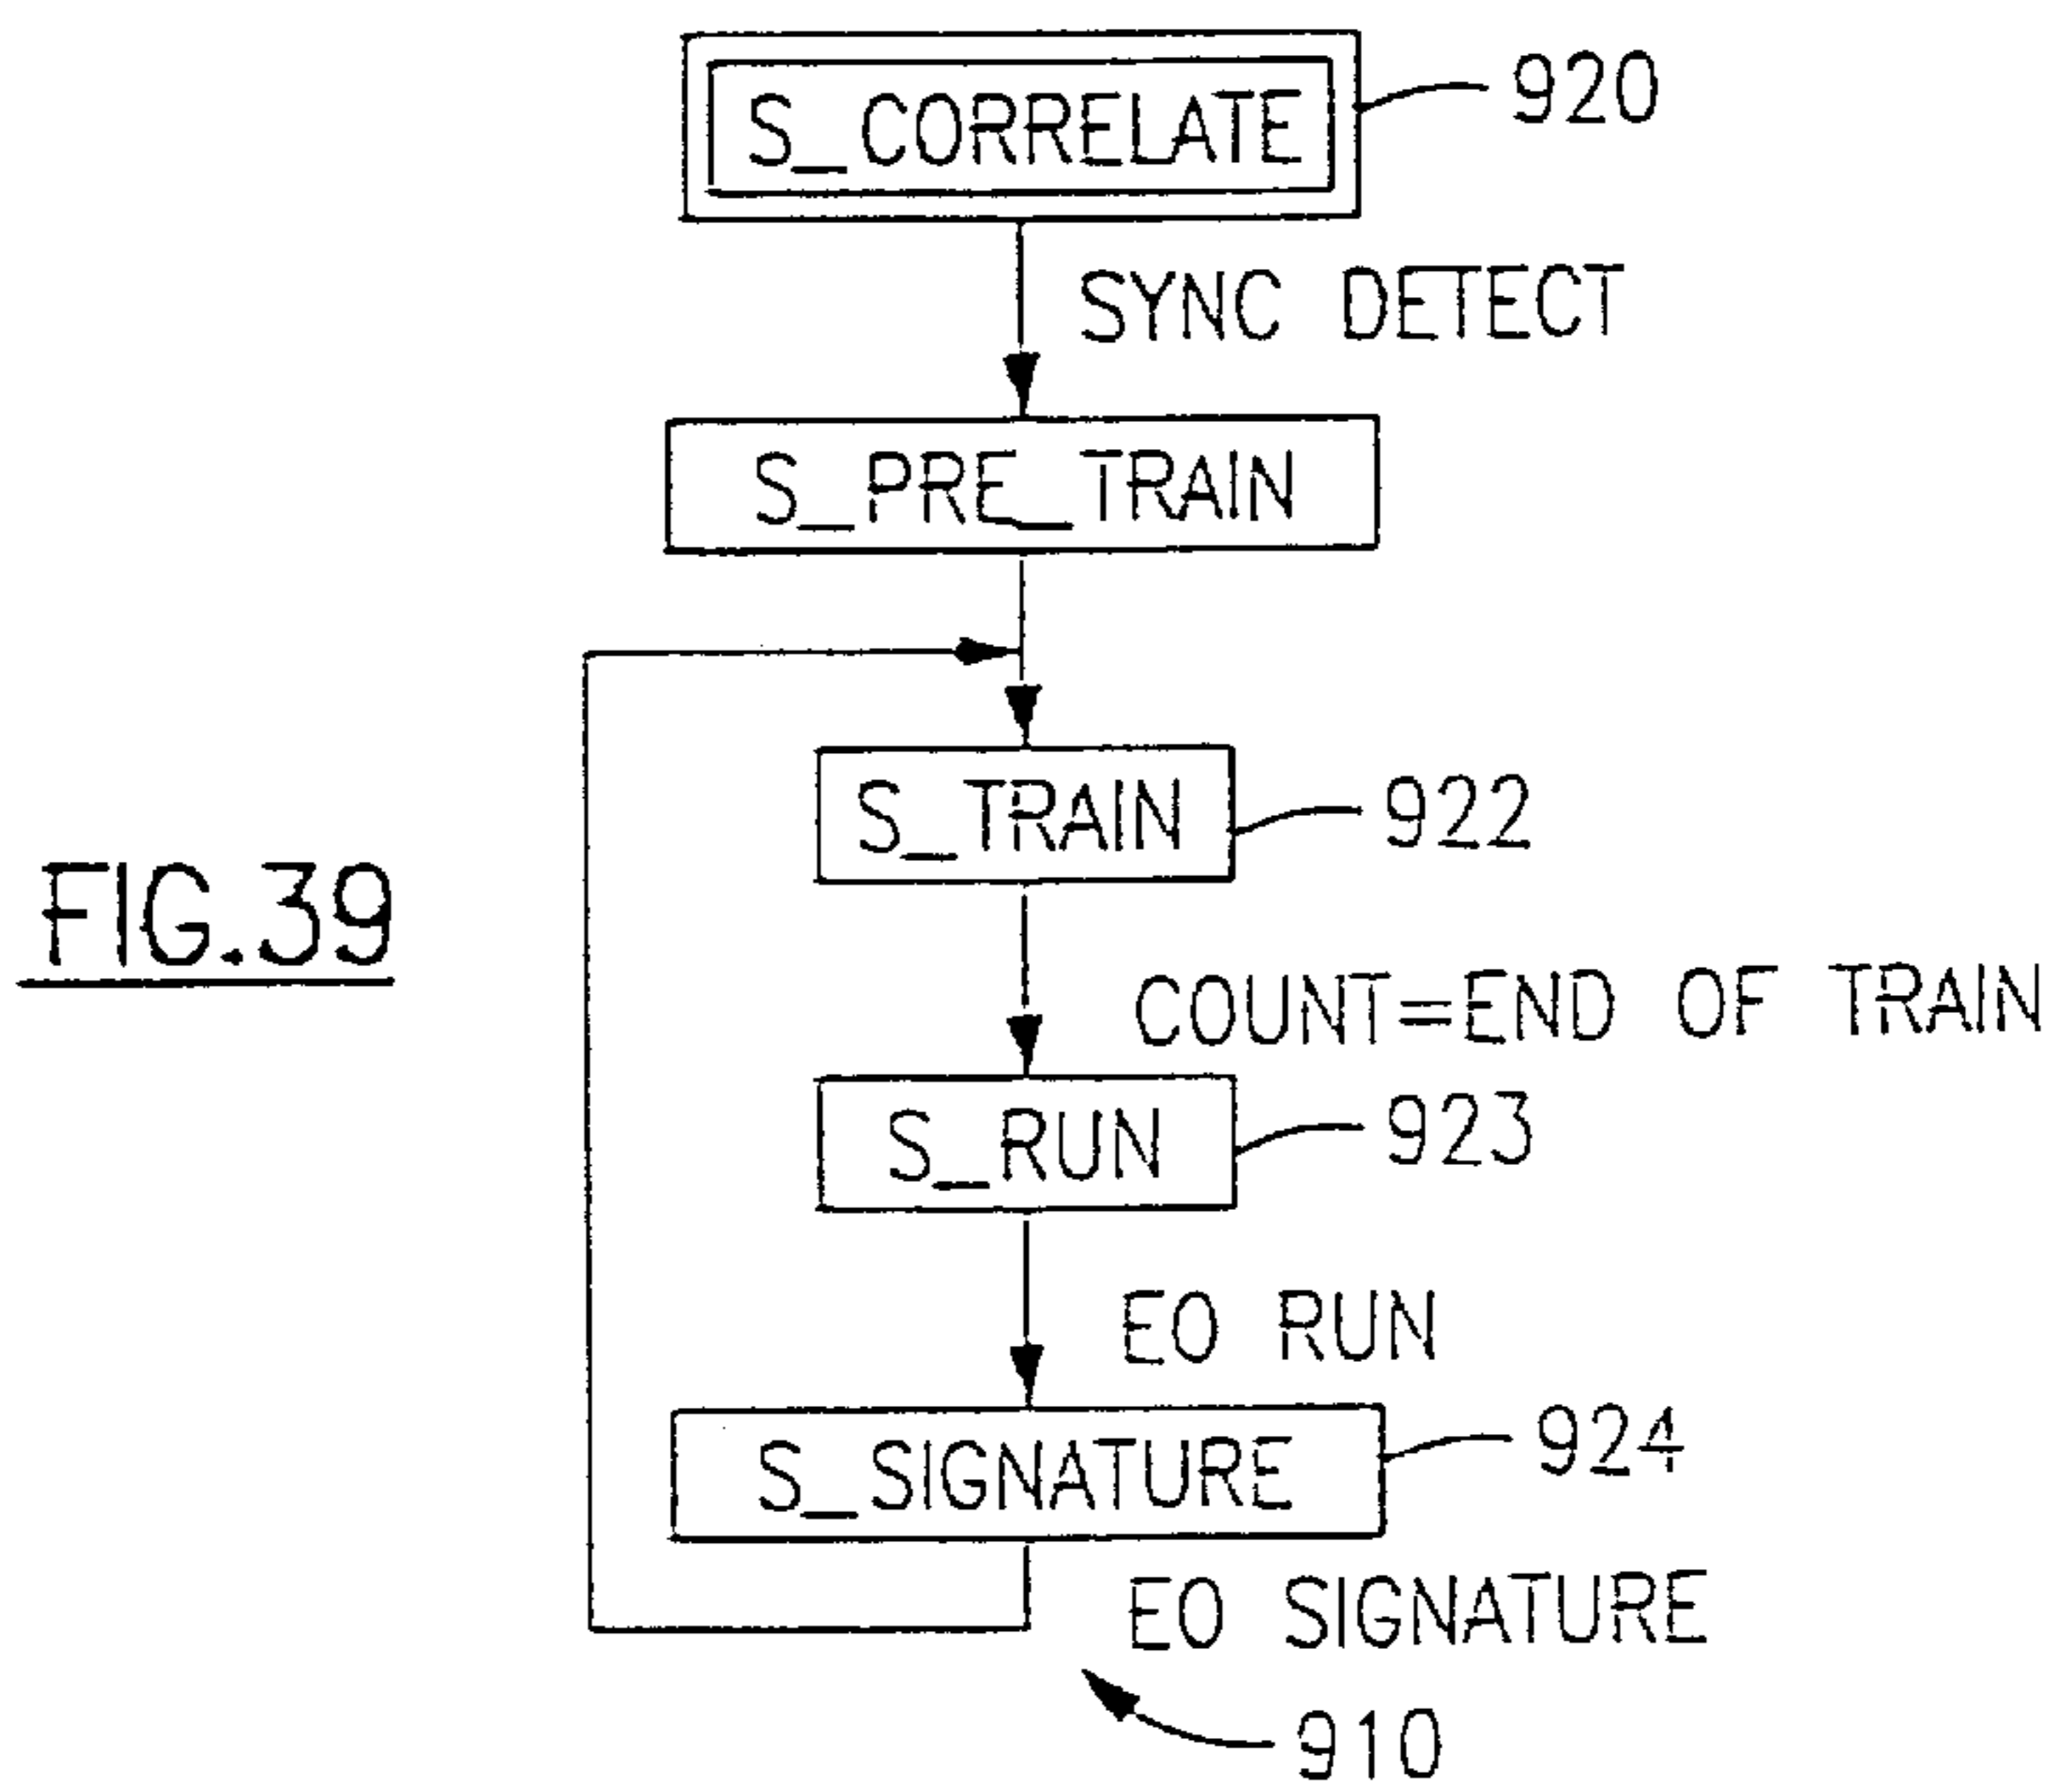 S_CORRELATE
920
SYNC DETECT
S_PRE_TRAIN
S_TRAIN
922
FIG.39
COUNT=END OF TRAIN
S_RUN
923
EO RUN
S_SIGNATURE
924
EO SIGNATURE
910